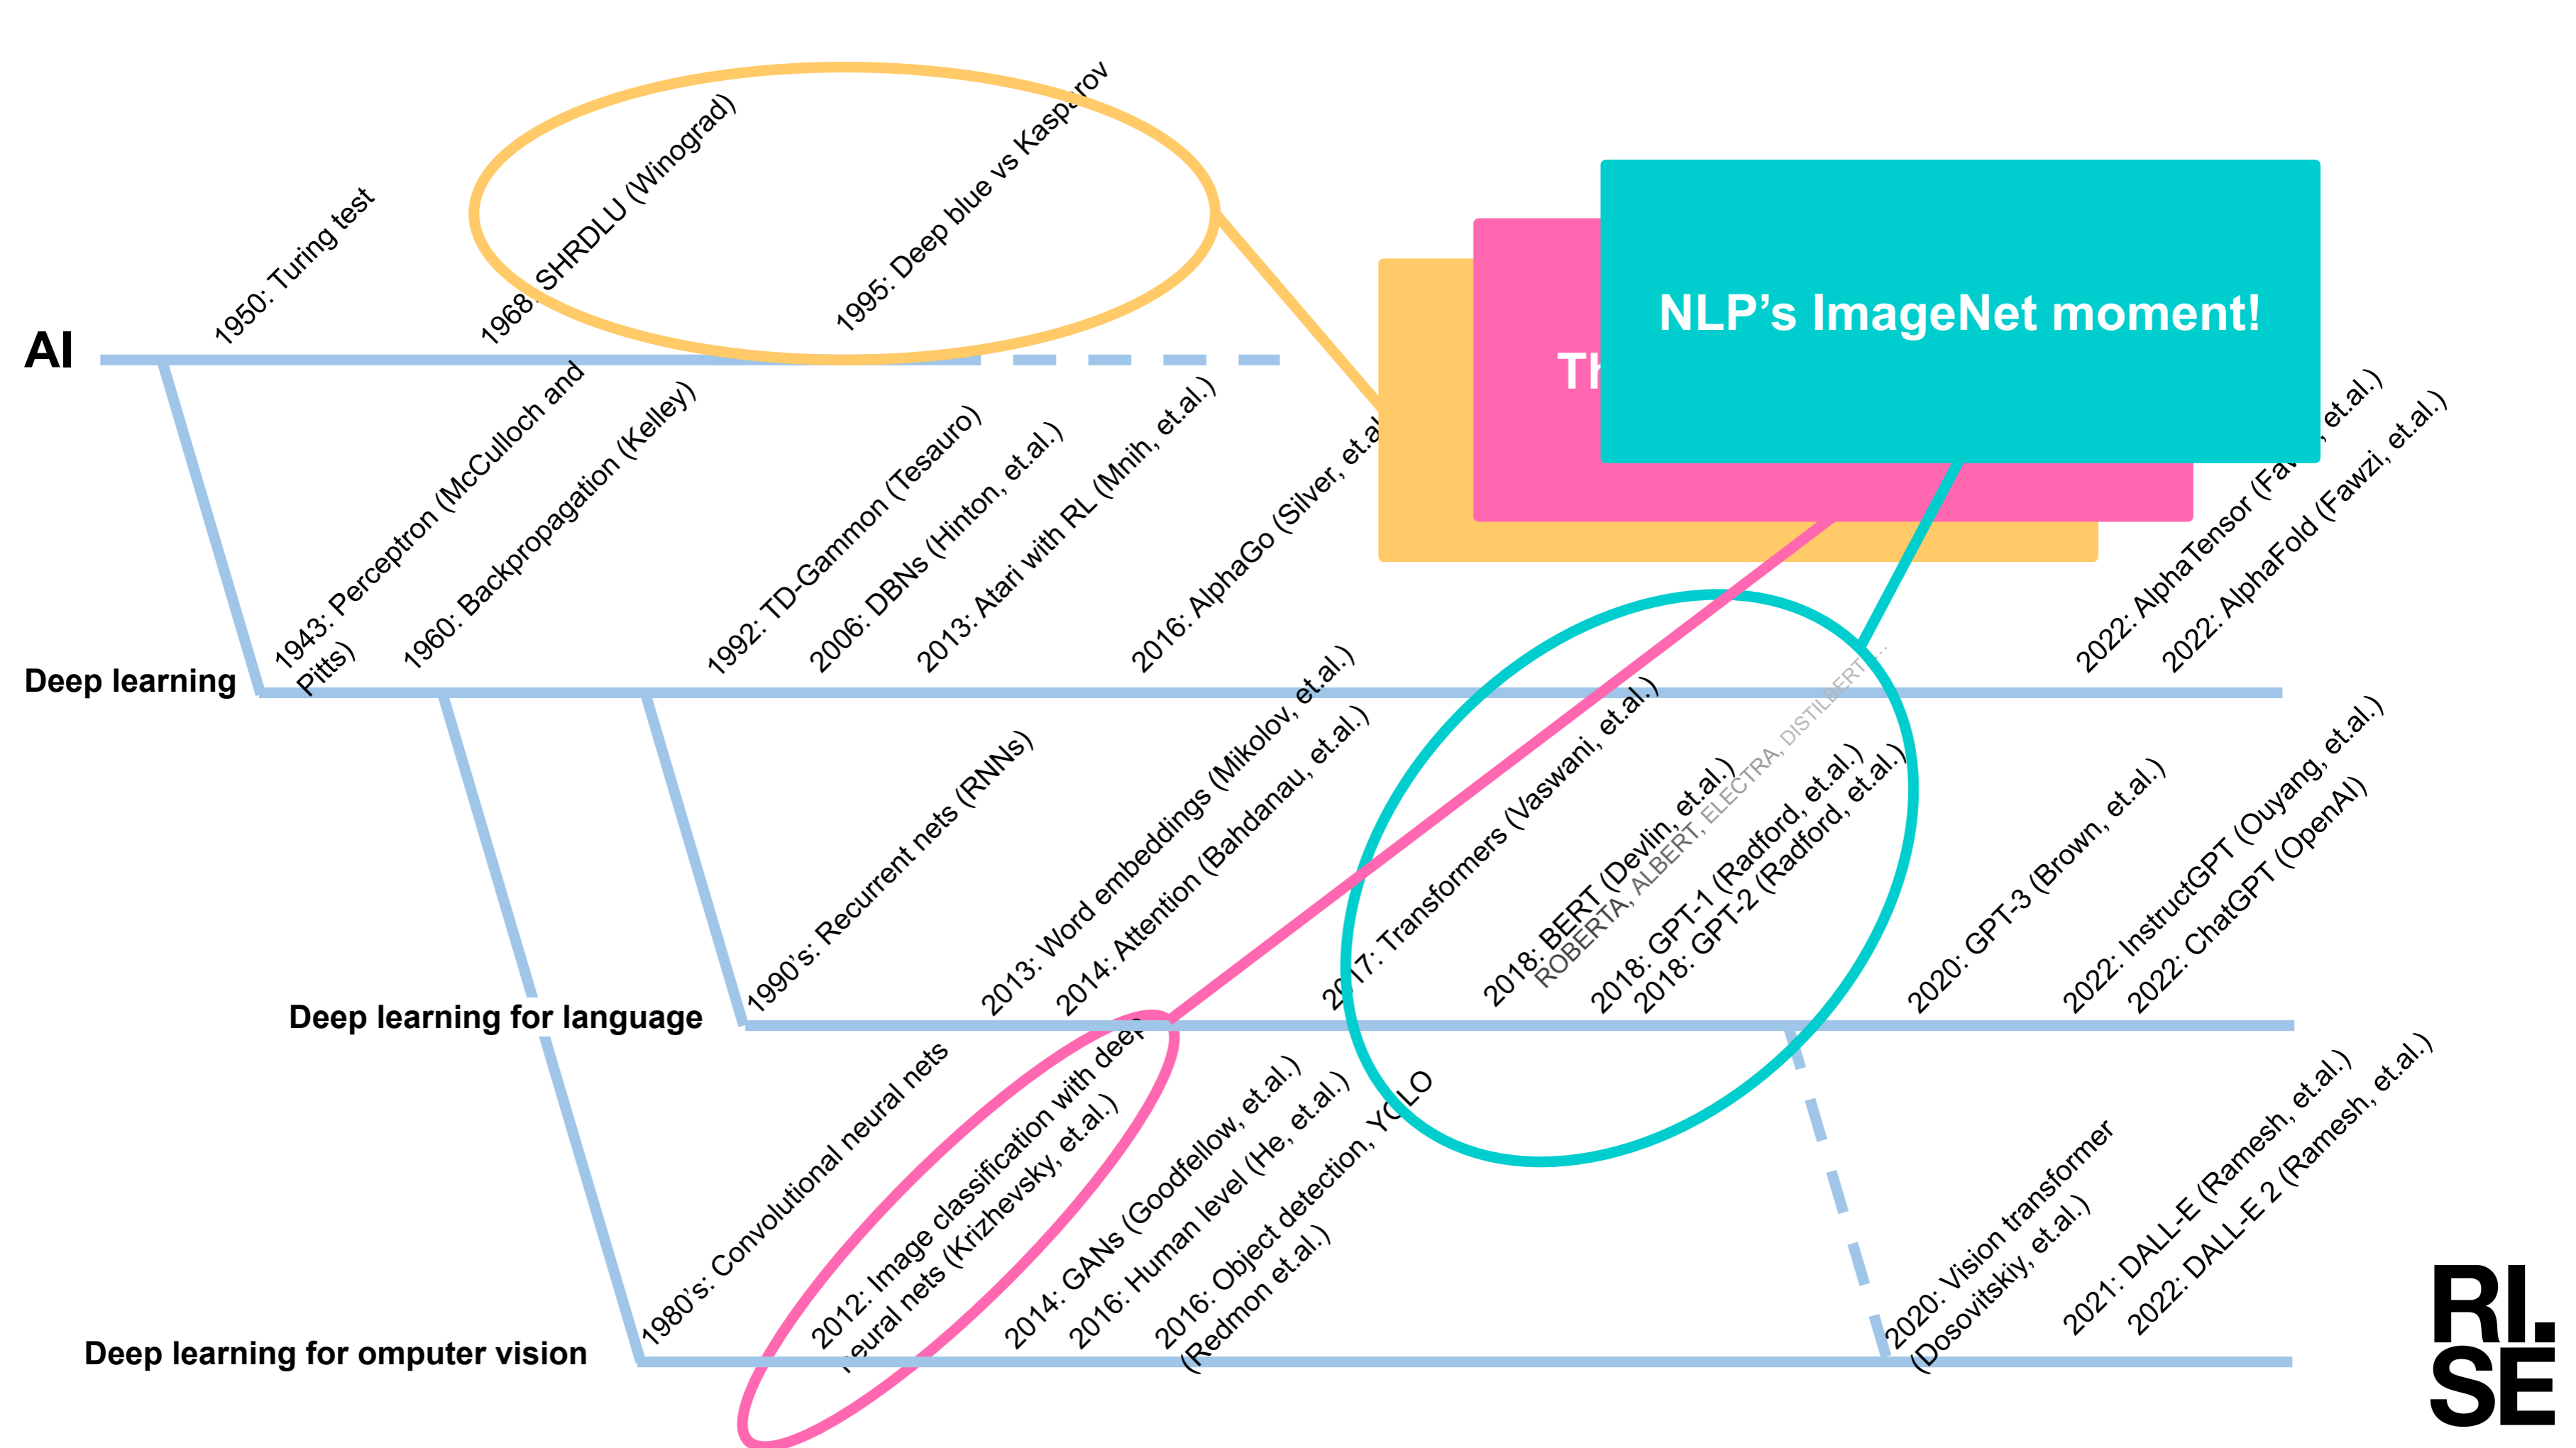 1950: Turing test
1968: SHRDLU (Winograd)
1995: Deep blue vs Kasparov
AI
NLP’s ImageNet moment!
1943: Perceptron (McCulloch and
Pitts)
1960: Backpropagation (Kelley)
1992: TD-Gammon (Tesauro)
2006: DBNs (Hinton, et.al.)
2013: Atari with RL (Mnih, et.al.)
2016: AlphaGo (Silver,
2022: AlphaTensor et.al.)
2022: AlphaFold (Fawzi, et.al.)
Deep learning
1990’s: Recurrent nets (RNNs)
2013: Word embeddings (Mikolov, et.al.)
2014: Attention (Bahdanau, et.al.)
2017: Transformers (Vaswani, et.al.)
2018: BERT (Devlin, et.al.)
ROBERTA, ALBERT, ELECTRA, DISTILBERT, ...
2018: GPT-1 (Radford, et.al.)
2018: GPT-2 (Radford, et.al.)
2020: GPT-3 (Brown, et.al.)
2022: InstructGPT (Ouyang, et.al.)
2022: ChatGPT (OpenAI)
Deep learning for language
1980’s: Convolutional neural nets
2012: Image classification with deep
neural nets (Krizhevsky, et.al.)
2014: GANs (Goodfellow, et.al.)
2016: Human level (He, et.al.)
2016: Object detection, YOLO
(Redmon et.al.)
2020: Vision transformer
(Dosovitskiy, et.al.)
2021: DALL-E (Ramesh, et.al.)
2022: DALL-E 2 (Ramesh, et.al.)
Deep learning for omputer vision
RI.
SE